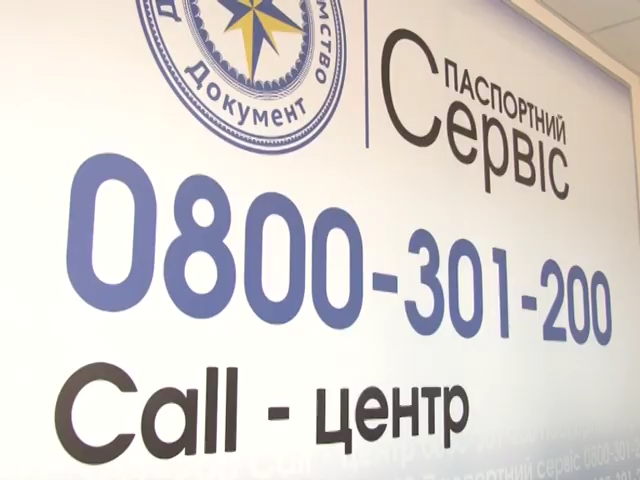 Документ
ПАСПОРТНИЙ
Сервіс
0800-301-200
Call - центр